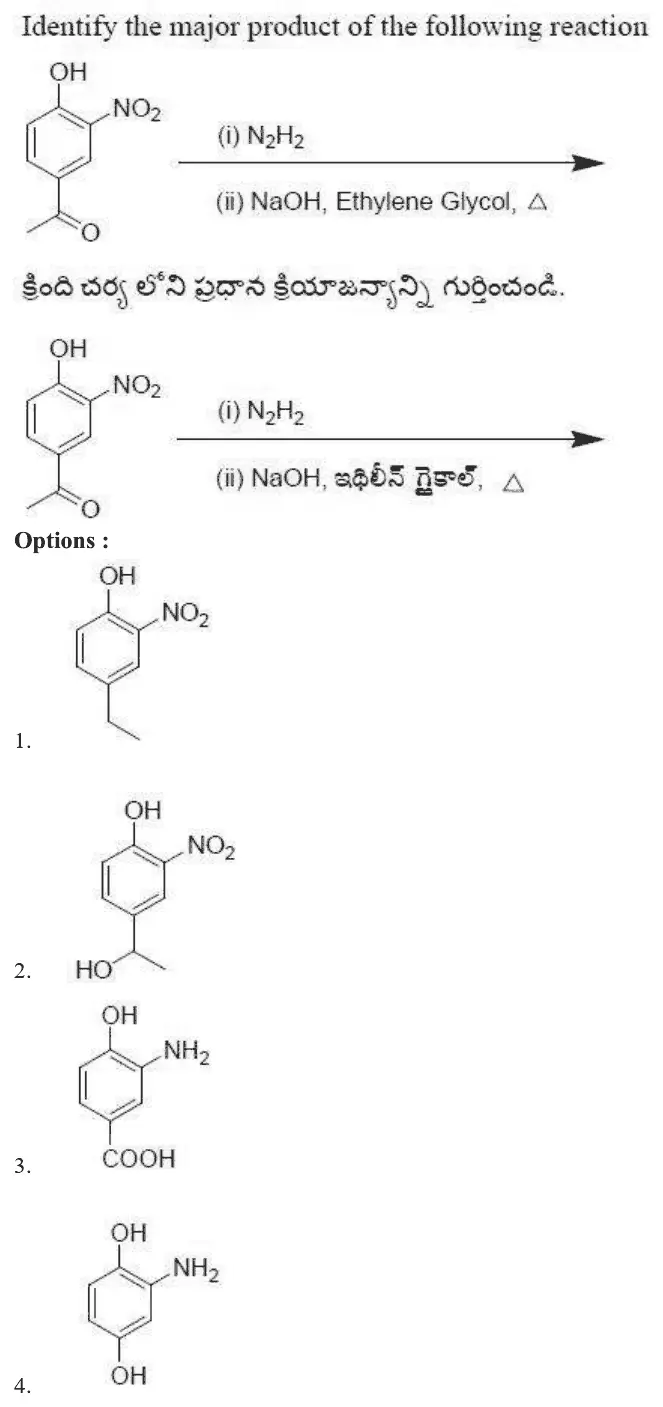 Identify the major product of the following reaction
OH
NO2
(i) N2H2
(ii) NaOH, Ethylene Glycol, △
O
క్రింది చర్య లోని ప్రధాన క్రియాజన్యాన్ని గుర్తించండి.
OH
NO2
(i) N2H2
(ii) NaOH, ఇథిలీన్ గ్లైకాల్, △
O
Options :
OH
NO2
1.
OH
NO2
2. HO
OH
NH2
COOH
3.
OH
NH2
OH
4.